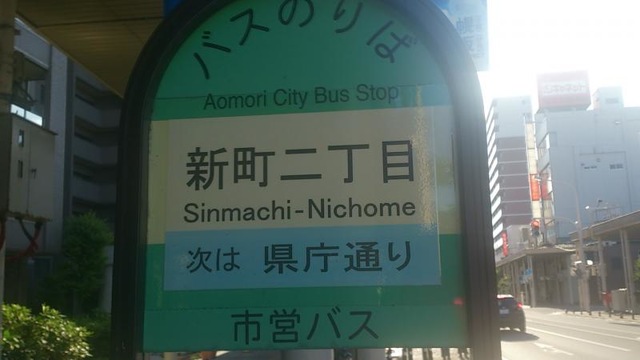 バスのりば
Aomori City Bus Stop
新町二丁目
Sinmachi-Nichome
次は 県庁通り
市営バス